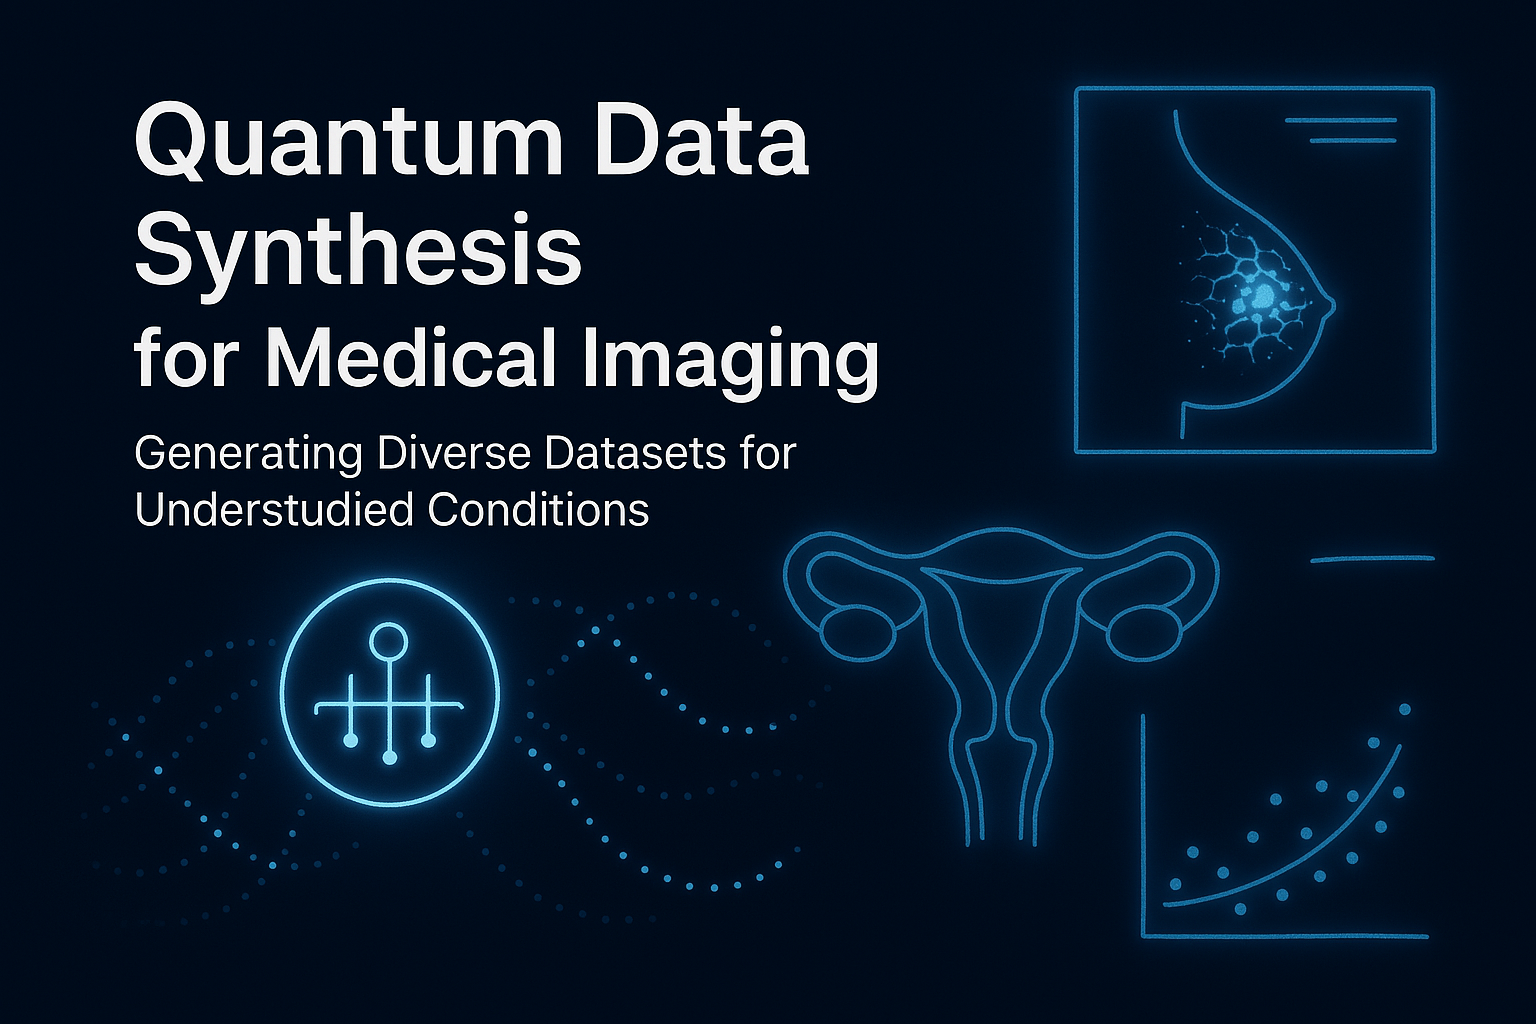 Quantum Data
Synthesis
for Medical Imaging
Generating Diverse Datasets for
Understudied Conditions